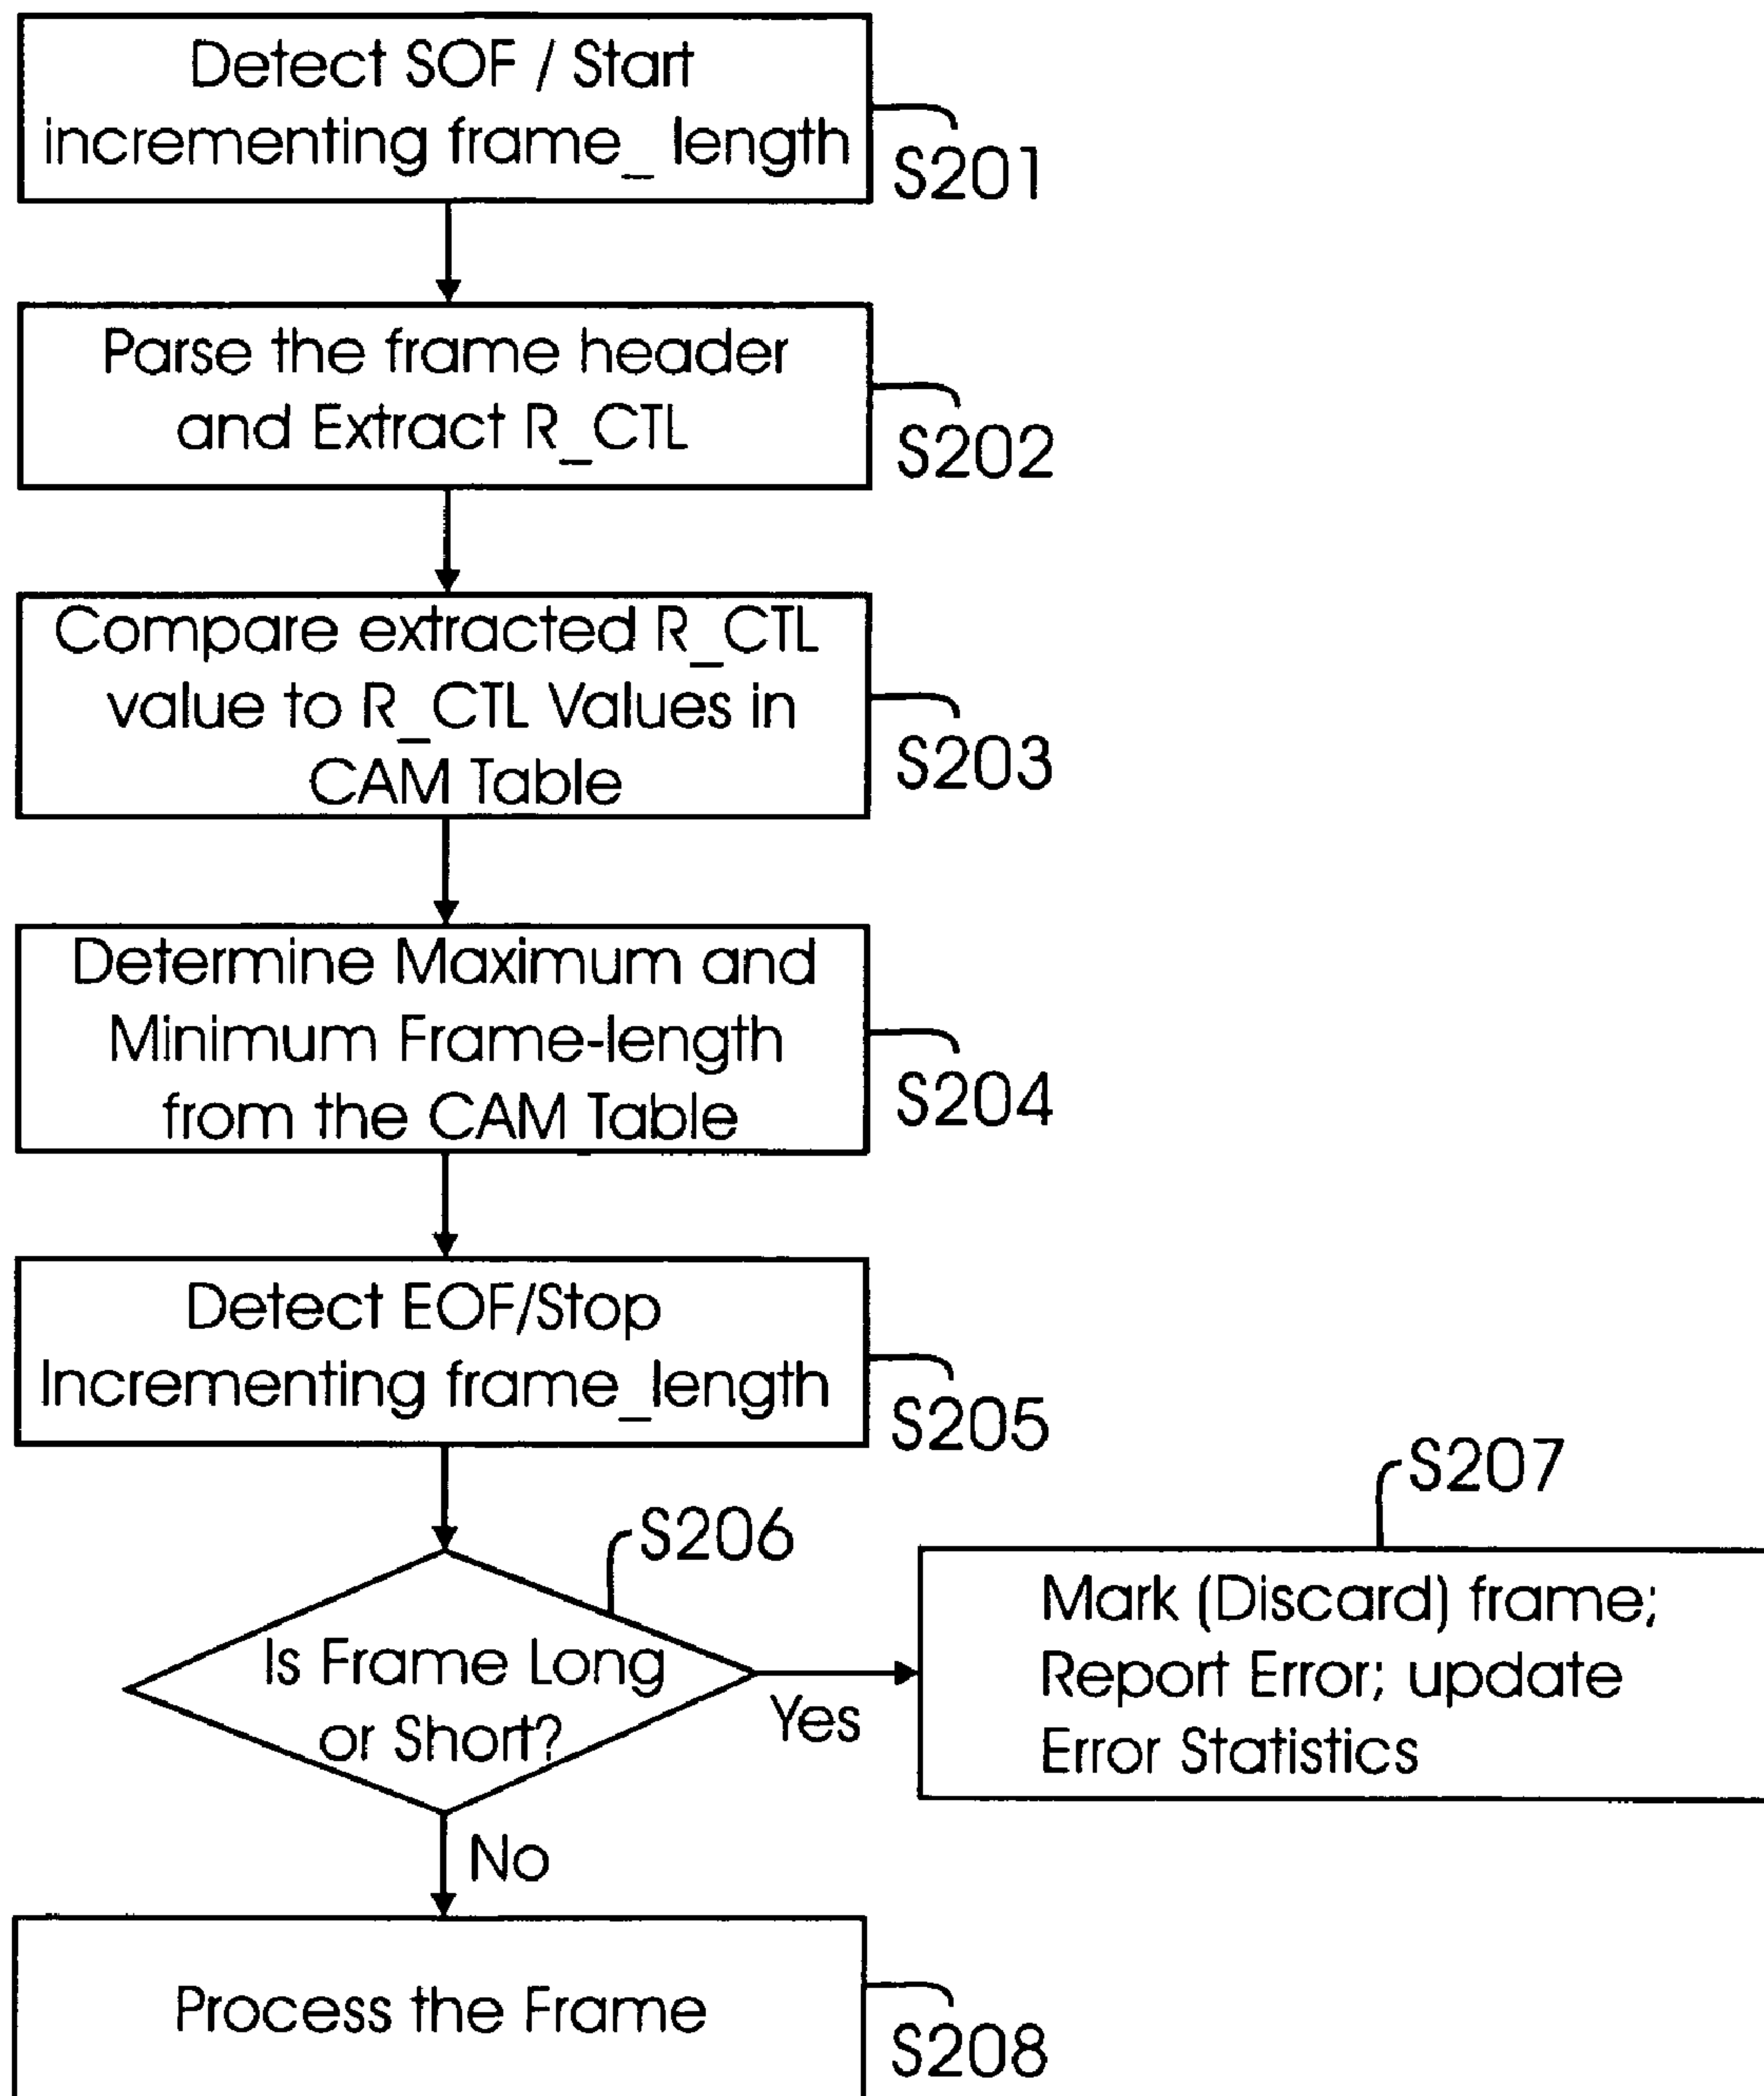 Detect SOF / Start
incrementing frame_ length
S201
Parse the frame header
and Extract R_CTL
S202
Compare extracted R_CTL
value to R_CTL Values in
CAM Table
S203
Determine Maximum and
Minimum Frame-length
from the CAM Table
S204
Detect EOF/Stop
Incrementing frame_length
S205
S206
Is Frame Long
or Short?
Yes
S207
Mark (Discard) frame;
Report Error; update
Error Statistics
No
Process the Frame
S208